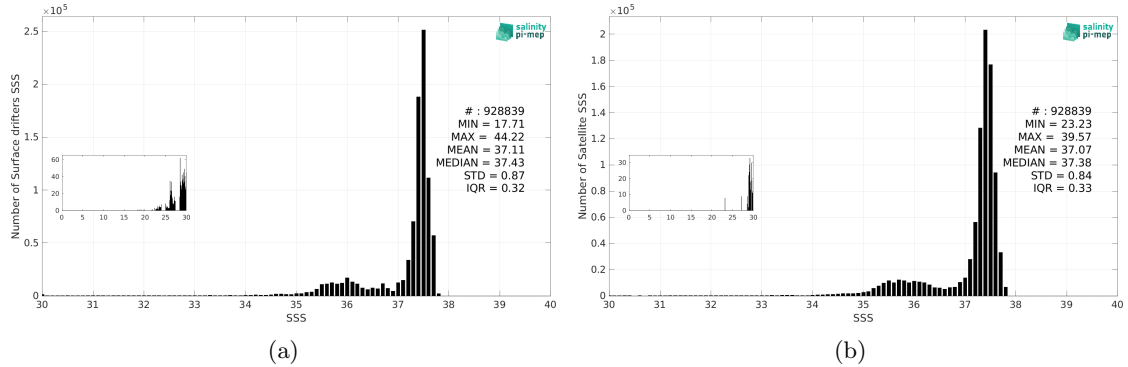 ×10⁵
2.5
2
1.5
1
0.5
0
Number of Surface drifters SSS
salinity
pi-mep
# : 928839
MIN = 17.71
MAX = 44.22
MEAN = 37.11
MEDIAN = 37.43
STD = 0.87
IQR = 0.32
60
40
20
0
0 5 10 15 20 25 30
30 31 32 33 34 35 36 37 38 39 40
SSS
(a)
×10⁵
2
1.8
1.6
1.4
1.2
1
0.8
0.6
0.4
0.2
0
Number of Satellite SSS
salinity
pi-mep
# : 928839
MIN = 23.23
MAX = 39.57
MEAN = 37.07
MEDIAN = 37.38
STD = 0.84
IQR = 0.33
30
20
10
0
0 5 10 15 20 25 30
30 31 32 33 34 35 36 37 38 39 40
SSS
(b)